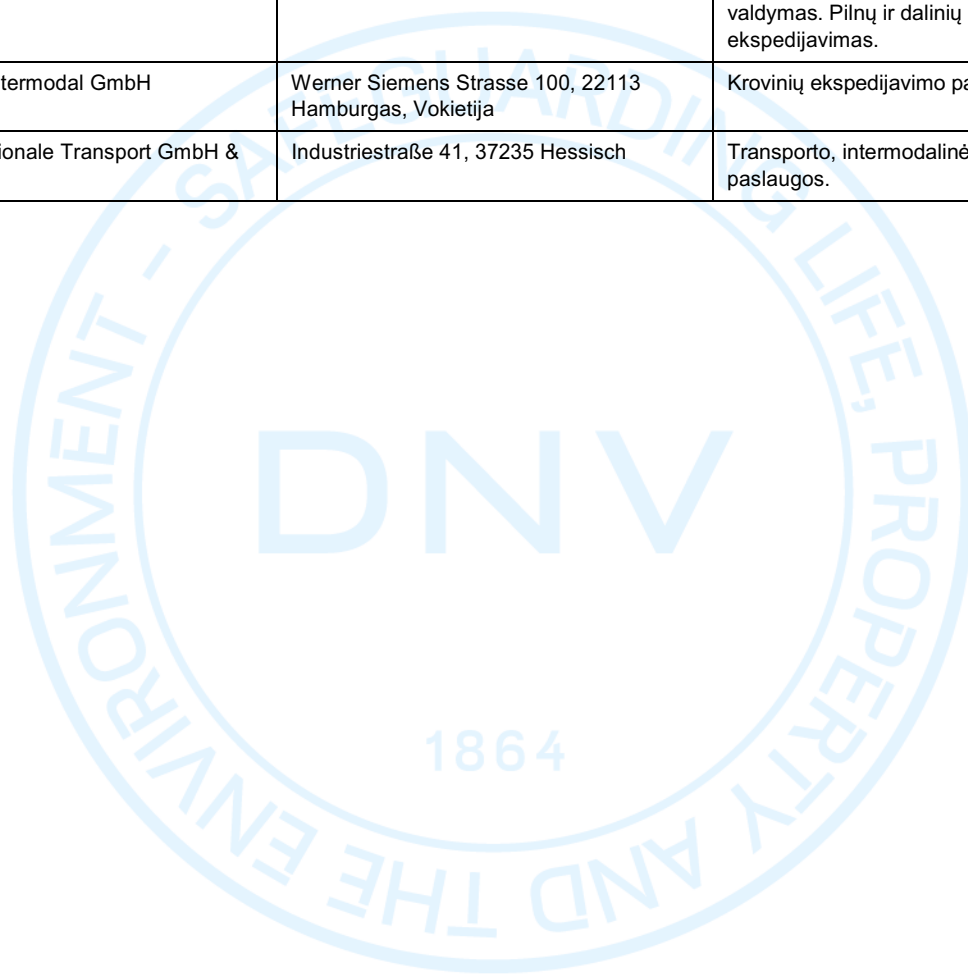 valdymas. Pilnų ir dalinių
ekspedijavimas.
termodal GmbH
Werner Siemens Strasse 100, 22113
Hamburgas, Vokietija
Krovinių ekspedijavimo pa
ionale Transport GmbH &
Industriestraße 41, 37235 Hessisch
Transporto, intermodalinė
paslaugos.
SAFEGUARDING LIFE, PROPERTY AND THE ENVIRONMENT -
DNV
1864